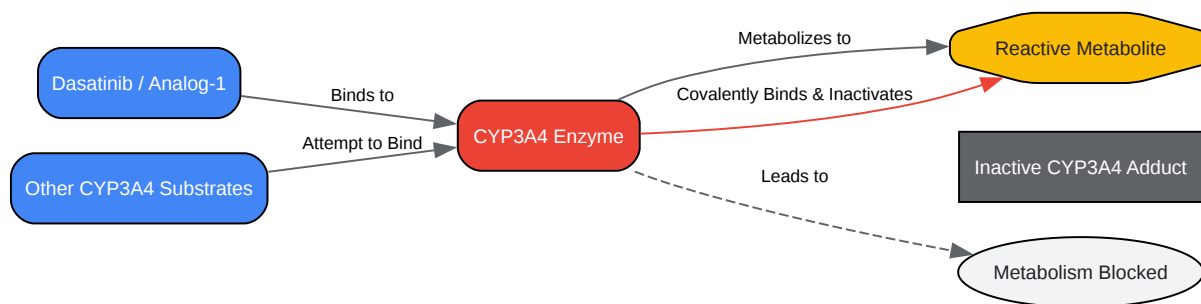 Dasatinib / Analog-1
Other CYP3A4 Substrates
Binds to
Attempt to Bind
CYP3A4 Enzyme
Metabolizes to
Covalently Binds & Inactivates
Leads to
Reactive Metabolite
Inactive CYP3A4 Adduct
Metabolism Blocked